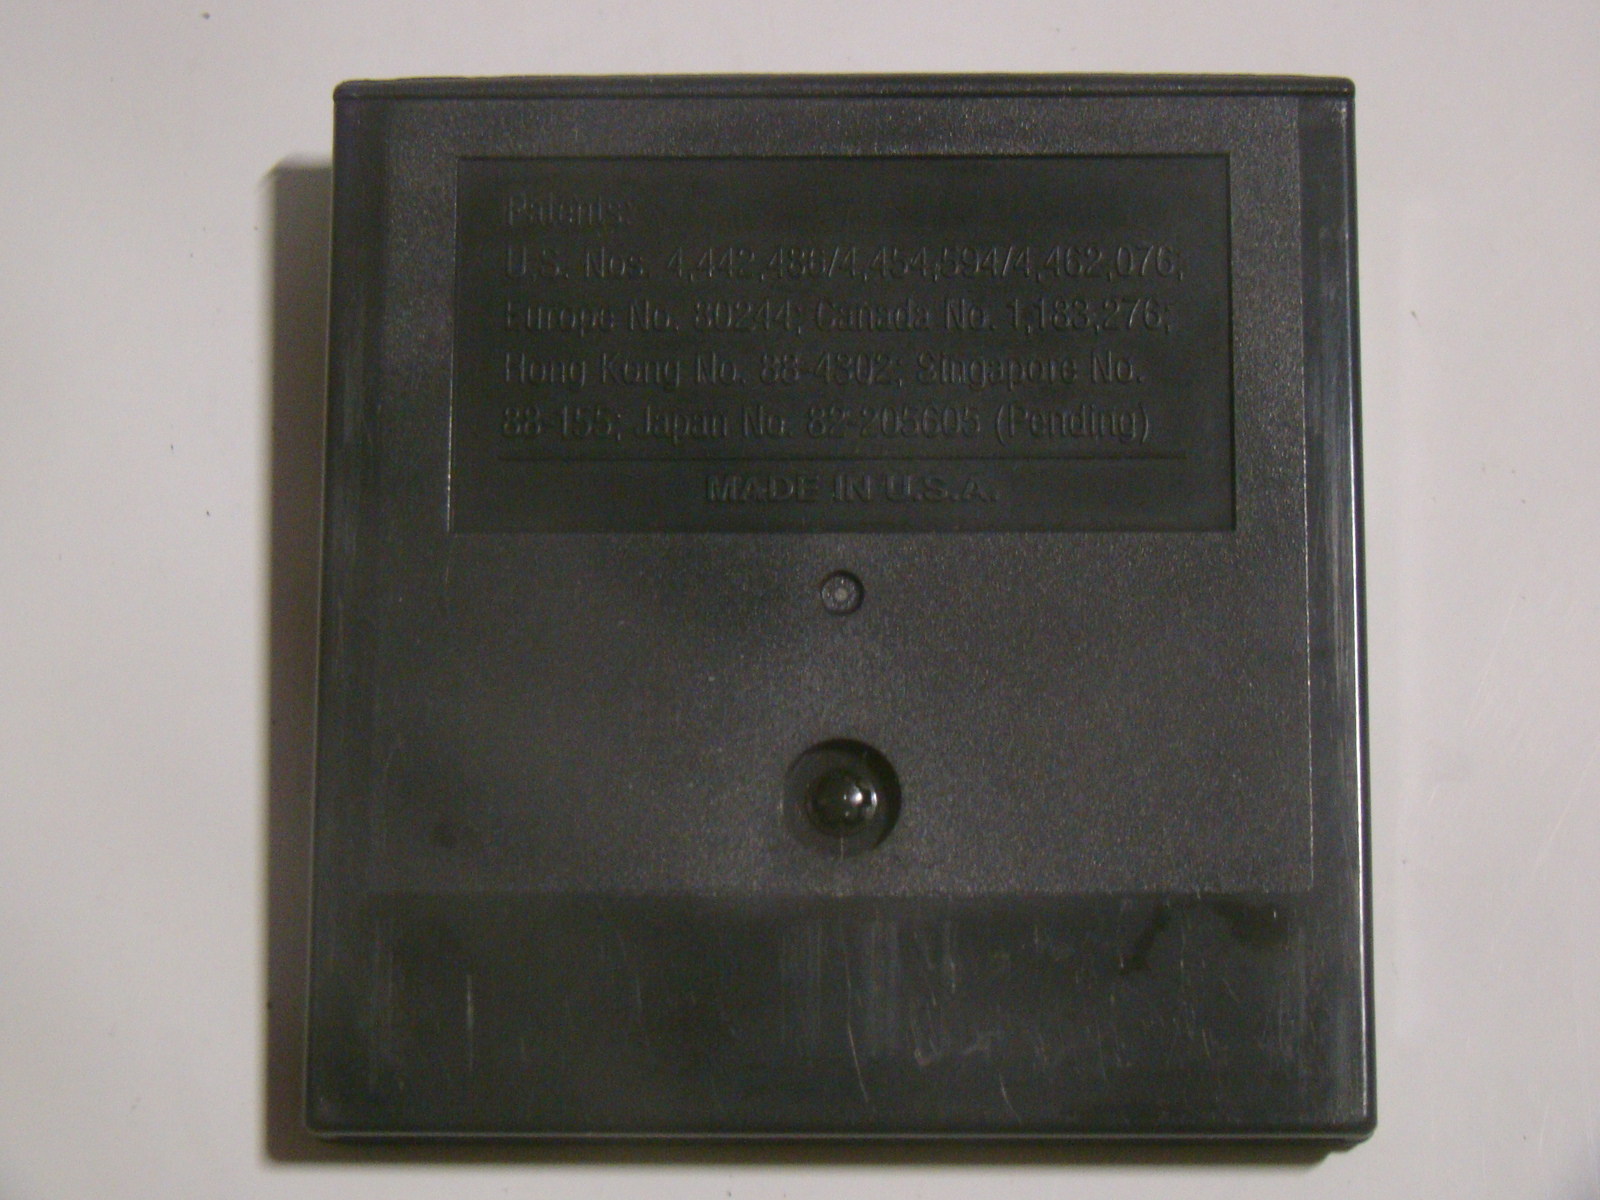 Patents:
U.S. Nos. 4,442,486/4,454,594/4,462,076;
Europe No. 80244; Canada No. 1,183,276;
Hong Kong No. 88-4302; Singapore No.
88-155; Japan No. 82-205605 (Pending)
MADE IN U.S.A.